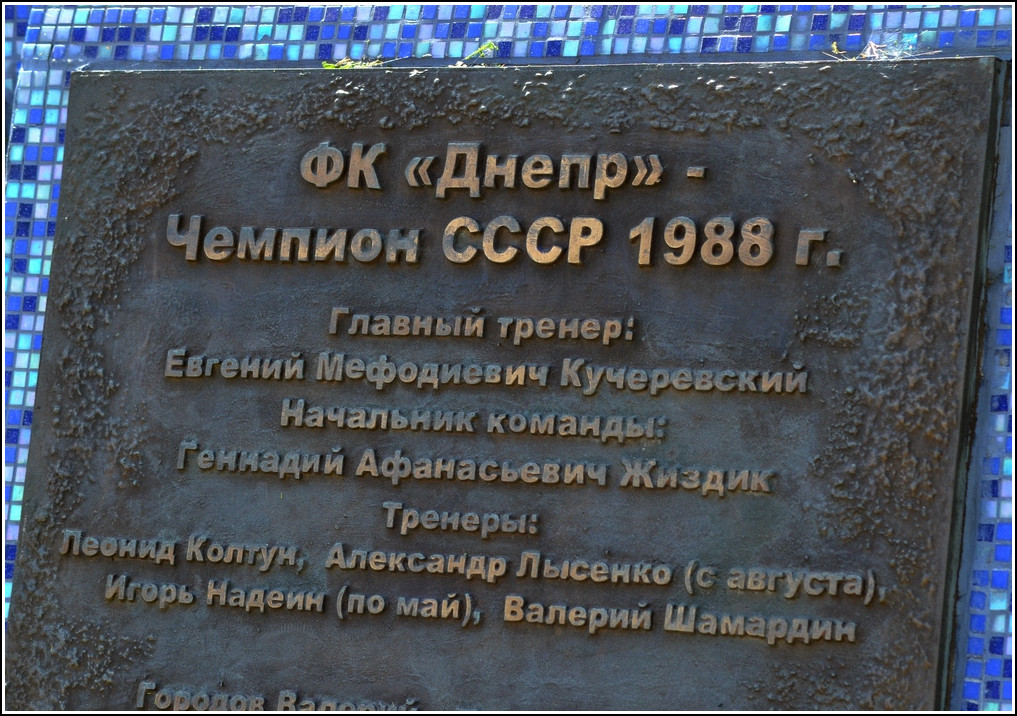 ФК «Днепр» -
Чемпион СССР 1988 г.
Главный тренер:
Евгений Мефодиевич Кучеревский
Начальник команды:
Геннадий Афанасьевич Жиздик
Тренеры:
Леонид Колтун, Александр Лысенко (с августа),
Игорь Надеин (по май), Валерий Шамардин
Городов Валерий